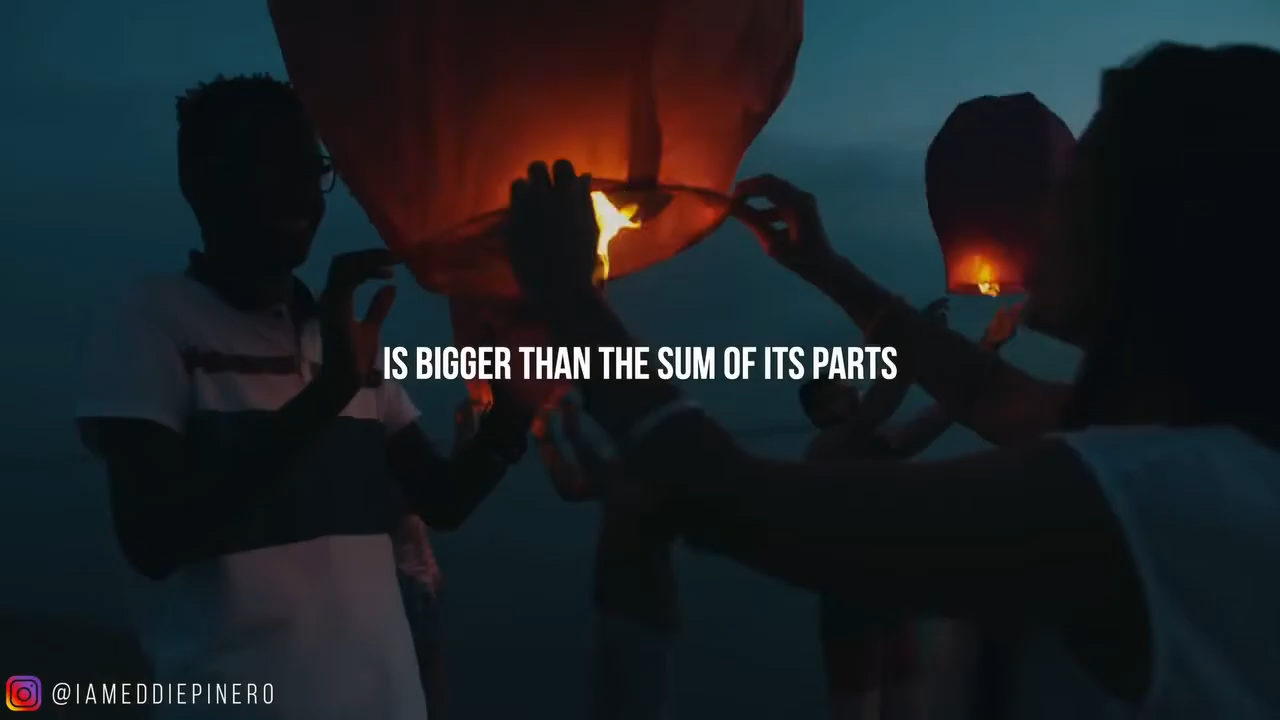 IS BIGGER THAN THE SUM OF ITS PARTS
@IAMEDDIEPINERO